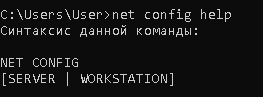 C:\Users\User>net config help
Синтаксис данной команды:
NET CONFIG
[SERVER | WORKSTATION]